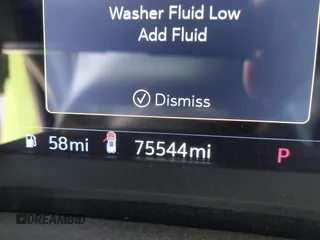 Washer Fluid Low
Add Fluid
Dismiss
58mi 75544mi P
DREAMBID